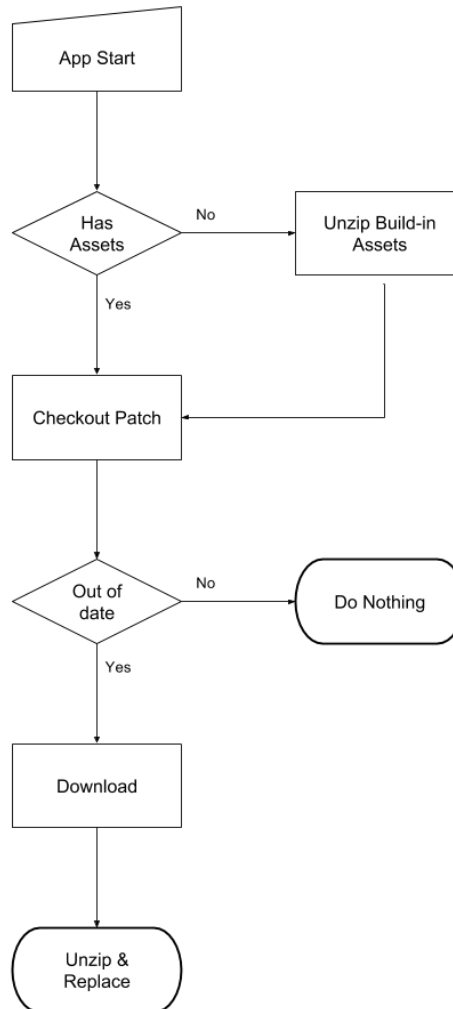 App Start
Has
Assets
No
Unzip Build-in
Assets
Yes
Checkout Patch
Out of
date
No
Do Nothing
Yes
Download
Unzip &
Replace